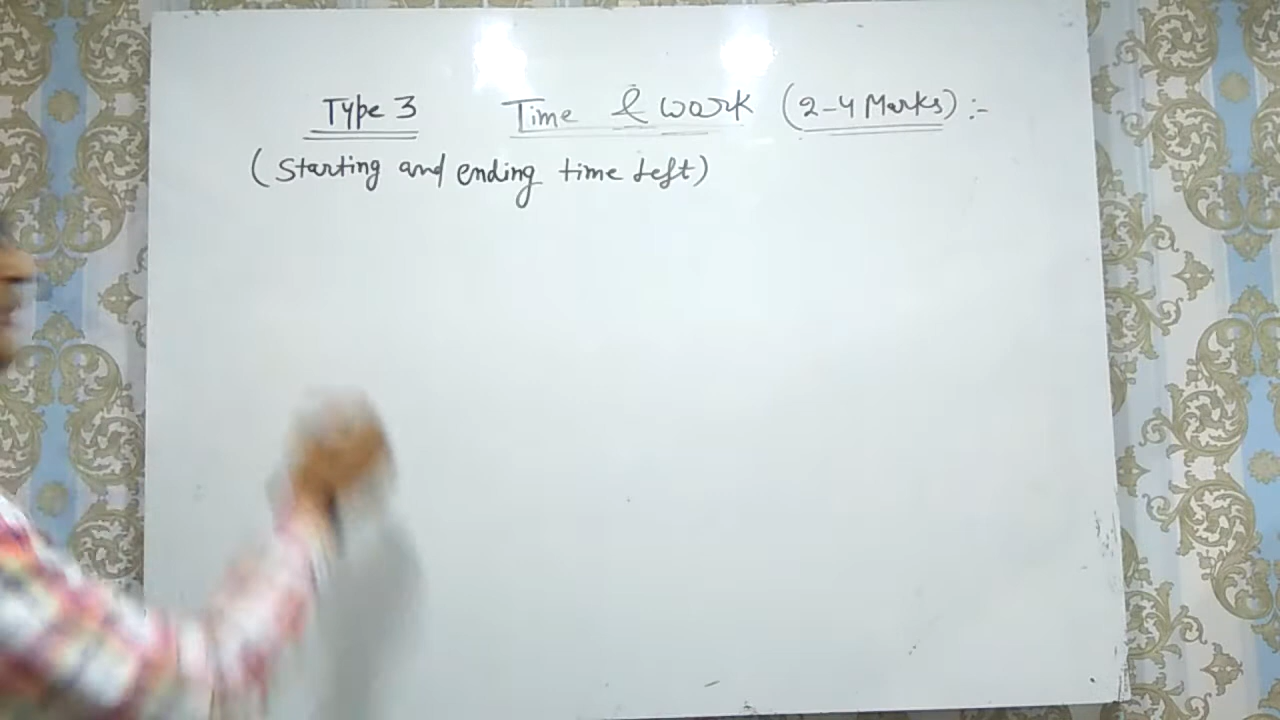 Type 3 Time & work (2-4 Marks) :-
(Starting and ending time left)